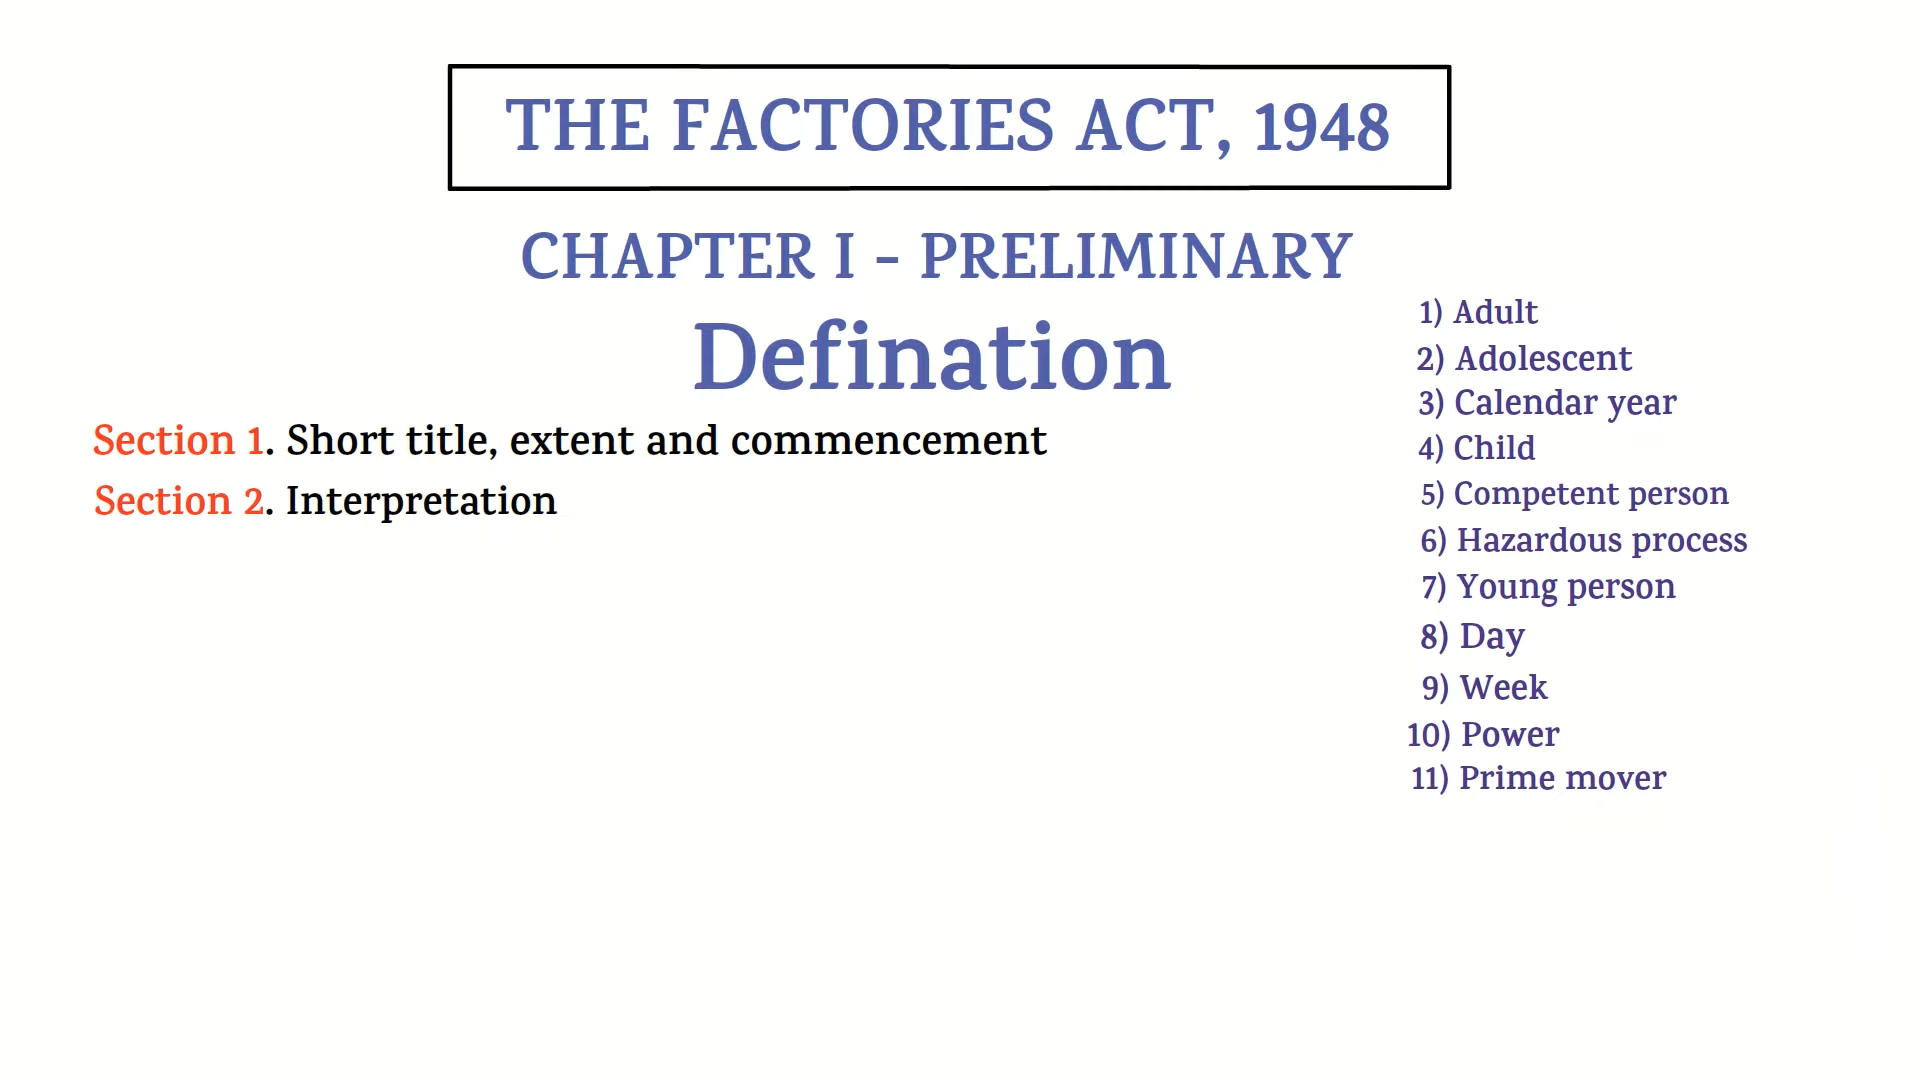 THE FACTORIES ACT, 1948
CHAPTER I - PRELIMINARY
Defination
Section 1. Short title, extent and commencement
Section 2. Interpretation
1) Adult
2) Adolescent
3) Calendar year
4) Child
5) Competent person
6) Hazardous process
7) Young person
8) Day
9) Week
10) Power
11) Prime mover